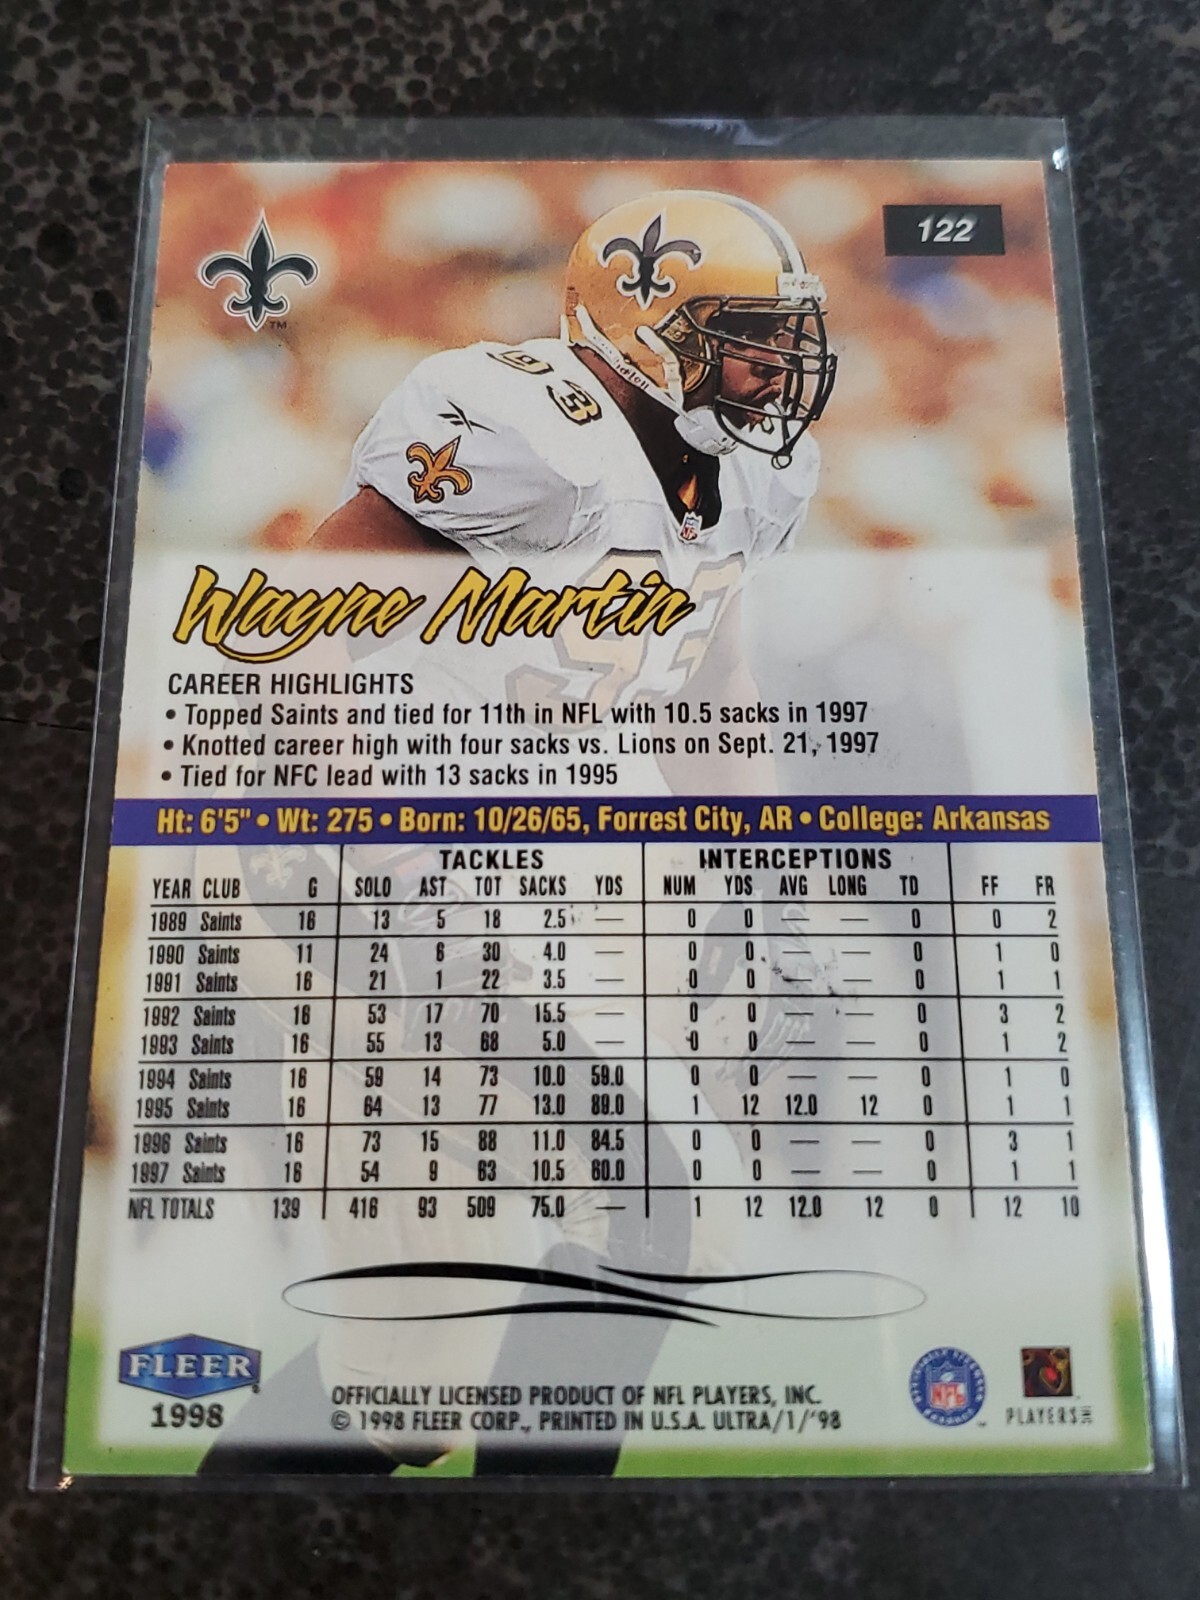 122
TM
93
Wayne Martin
CAREER HIGHLIGHTS
• Topped Saints and tied for 11th in NFL with 10.5 sacks in 1997
• Knotted career high with four sacks vs. Lions on Sept. 21, 1997
• Tied for NFC lead with 13 sacks in 1995
Ht: 6'5" • Wt: 275 • Born: 10/26/65, Forrest City, AR • College: Arkansas
TACKLES INTERCEPTIONS
YEAR CLUB G SOLO AST TOT SACKS YDS NUM YDS AVG LONG TD FF FR
1989 Saints 16 13 5 18 2.5 — 0 0 — — 0 0 2
1990 Saints 11 24 6 30 4.0 — 0 0 — — 0 1 0
1991 Saints 16 21 1 22 3.5 — 0 0 — — 0 1 1
1992 Saints 16 53 17 70 15.5 — 0 0 — — 0 3 2
1993 Saints 16 55 13 68 5.0 — 0 0 — — 0 1 2
1994 Saints 16 59 14 73 10.0 59.0 0 0 — — 0 1 0
1995 Saints 16 64 13 77 13.0 89.0 1 12 12.0 12 0 1 1
1996 Saints 16 73 15 88 11.0 84.5 0 0 — — 0 3 1
1997 Saints 16 54 9 63 10.5 60.0 0 0 — — 0 1 1
NFL TOTALS 139 416 93 509 75.0 — 1 12 12.0 12 0 12 10
FLEER®
1998
OFFICIALLY LICENSED PRODUCT OF NFL PLAYERS, INC.
© 1998 FLEER CORP., PRINTED IN U.S.A. ULTRA/1/'98
NFL
PLAYERS